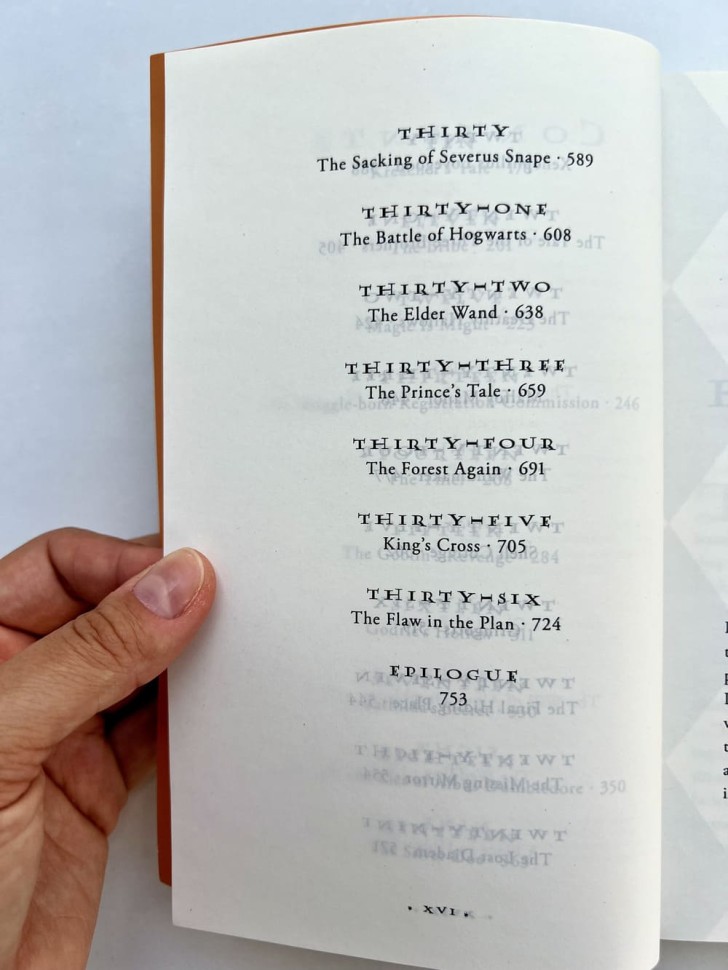 THIRTY
The Sacking of Severus Snape · 589
THIRTY-ONE
The Battle of Hogwarts · 608
THIRTY-TWO
The Elder Wand · 638
THIRTY-THREE
The Prince's Tale · 659
THIRTY-FOUR
The Forest Again · 691
THIRTY-FIVE
King's Cross · 705
THIRTY-SIX
The Flaw in the Plan · 724
EPILOGUE
753
· XVI ·